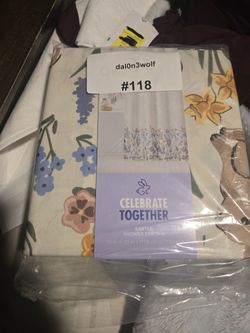 dal0n3wolf
#118
CELEBRATE
TOGETHER
EASTER
SHOWER CURTAIN